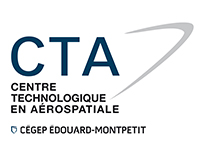 CTA
CENTRE
TECHNOLOGIQUE
EN AÉROSPATIALE
CÉGEP ÉDOUARD-MONTPETIT